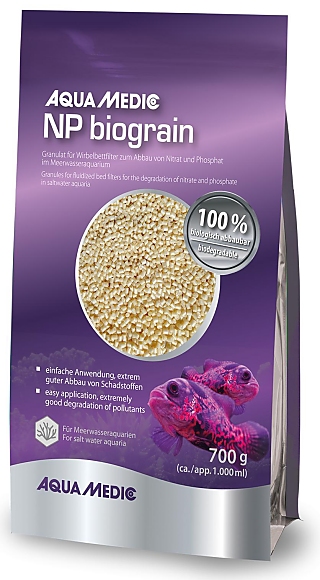 AQUA MEDIC
NP biograin
Granulat für Wirbelbettfilter zum Abbau von Nitrat und Phosphat
im Meerwasseraquarium
Granules for fluidized bed filters for the degradation of nitrate and phosphate
in saltwater aquaria
100 %
biologisch abbaubar
biodegradable
einfache Anwendung, extrem
guter Abbau von Schadstoffen
easy application, extremely
good degradation of pollutants
Für Meerwasseraquarien
For salt water aquaria
700 g
(ca./app. 1.000 ml)
AQUA MEDIC